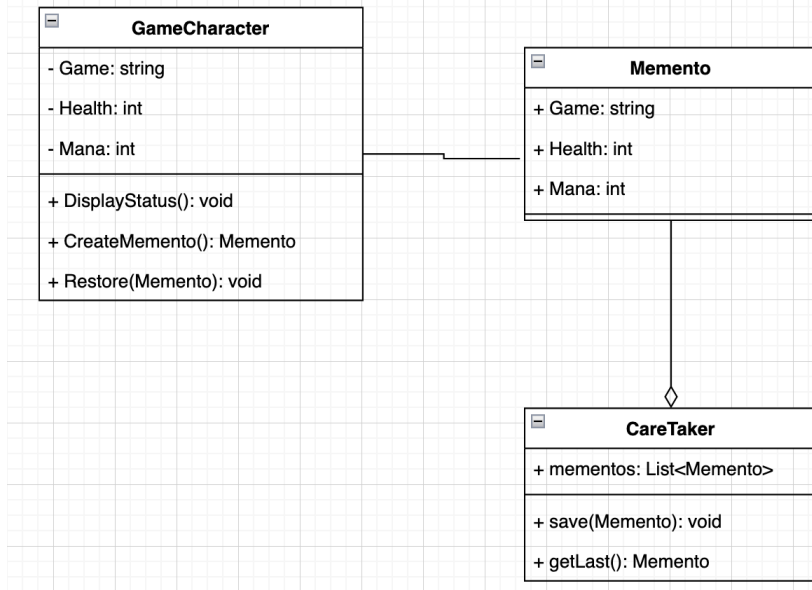 GameCharacter
- Game: string
- Health: int
- Mana: int
+ DisplayStatus(): void
+ CreateMemento(): Memento
+ Restore(Memento): void
Memento
+ Game: string
+ Health: int
+ Mana: int
CareTaker
+ mementos: List<Memento>
+ save(Memento): void
+ getLast(): Memento